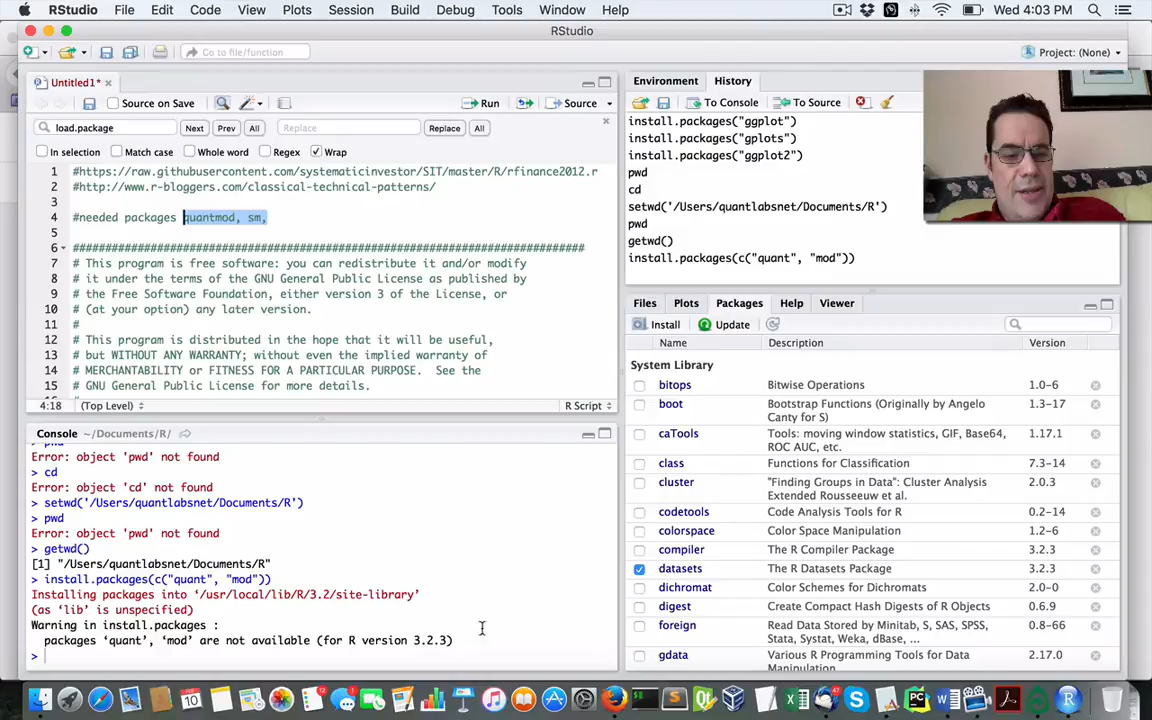 RStudio File Edit Code View Plots Session Build Debug Tools Window Help Wed 4:03 PM
RStudio
Go to file/function
Project: (None)
Untitled1*
Source on Save
Run
Source
load.package
Next
Prev
All
Replace
Replace
All
In selection
Match case
Whole word
Regex
Wrap
1 #https://raw.githubusercontent.com/systematicinvestor/SIT/master/R/rfinance2012.r
2 #http://www.r-bloggers.com/classical-technical-patterns/
3
4 #needed packages quantmod, sm,
5
6 ################################################################################
7 # This program is free software: you can redistribute it and/or modify
8 # it under the terms of the GNU General Public License as published by
9 # the Free Software Foundation, either version 3 of the License, or
10 # (at your option) any later version.
11 #
12 # This program is distributed in the hope that it will be useful,
13 # but WITHOUT ANY WARRANTY; without even the implied warranty of
14 # MERCHANTABILITY or FITNESS FOR A PARTICULAR PURPOSE. See the
15 # GNU General Public License for more details.
4:18 (Top Level) R Script
Console ~/Documents/R/
Error: object 'pwd' not found
> cd
Error: object 'cd' not found
> setwd('/Users/quantlabsnet/Documents/R')
> pwd
Error: object 'pwd' not found
> getwd()
[1] "/Users/quantlabsnet/Documents/R"
> install.packages(c("quant", "mod"))
Installing packages into ‘/usr/local/lib/R/3.2/site-library’
(as ‘lib’ is unspecified)
Warning in install.packages :
packages ‘quant’, ‘mod’ are not available (for R version 3.2.3)
>
Environment History
To Console To Source
install.packages("ggplot")
install.packages("gplots")
install.packages("ggplot2")
pwd
cd
setwd('/Users/quantlabsnet/Documents/R')
pwd
getwd()
install.packages(c("quant", "mod"))
Files Plots Packages Help Viewer
Install Update
Name Description Version
System Library
bitops Bitwise Operations 1.0-6
boot Bootstrap Functions (Originally by Angelo 1.3-17
Canty for S)
caTools Tools: moving window statistics, GIF, Base64, 1.17.1
ROC AUC, etc.
class Functions for Classification 7.3-14
cluster "Finding Groups in Data": Cluster Analysis 2.0.3
Extended Rousseeuw et al.
codetools Code Analysis Tools for R 0.2-14
colorspace Color Space Manipulation 1.2-6
compiler The R Compiler Package 3.2.3
datasets The R Datasets Package 3.2.3
dichromat Color Schemes for Dichromats 2.0-0
digest Create Compact Hash Digests of R Objects 0.6.9
foreign Read Data Stored by Minitab, S, SAS, SPSS, 0.8-66
Stata, Systat, Weka, dBase, ...
gdata Various R Programming Tools for Data 2.17.0
Manipulation